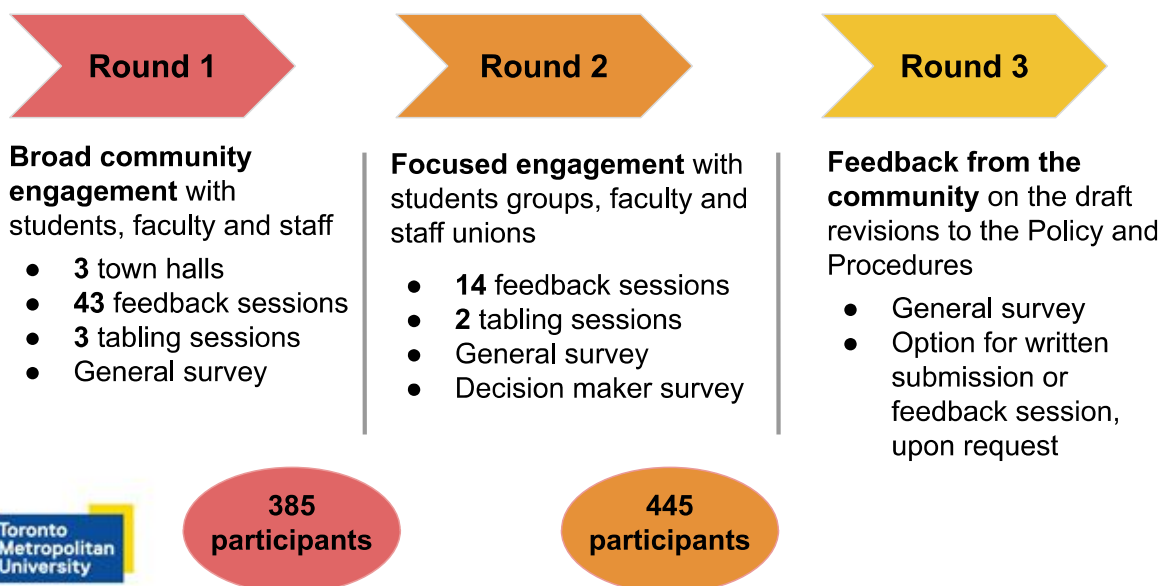 Round 1
Round 2
Round 3
Broad community
engagement with
students, faculty and staff
● 3 town halls
● 43 feedback sessions
● 3 tabling sessions
● General survey
Focused engagement with
students groups, faculty and
staff unions
● 14 feedback sessions
● 2 tabling sessions
● General survey
● Decision maker survey
Feedback from the
community on the draft
revisions to the Policy and
Procedures
● General survey
● Option for written
submission or
feedback session,
upon request
385
participants
445
participants
Toronto
Metropolitan
University